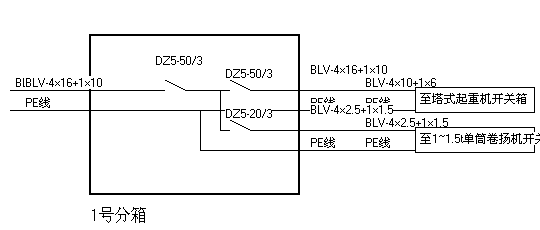 DZ5-50/3
DZ5-50/3
BLV-4×16+1×10
BLBLV-4×16+1×10
BLV-4×10+1×6
PE线
PE线
PE线
至塔式起重机开关箱
DZ5-20/3
BLV-4×2.5+1×1.5
BLV-4×2.5+1×1.5
PE线
PE线
至1~1.5t单筒卷扬机开关
1号分箱